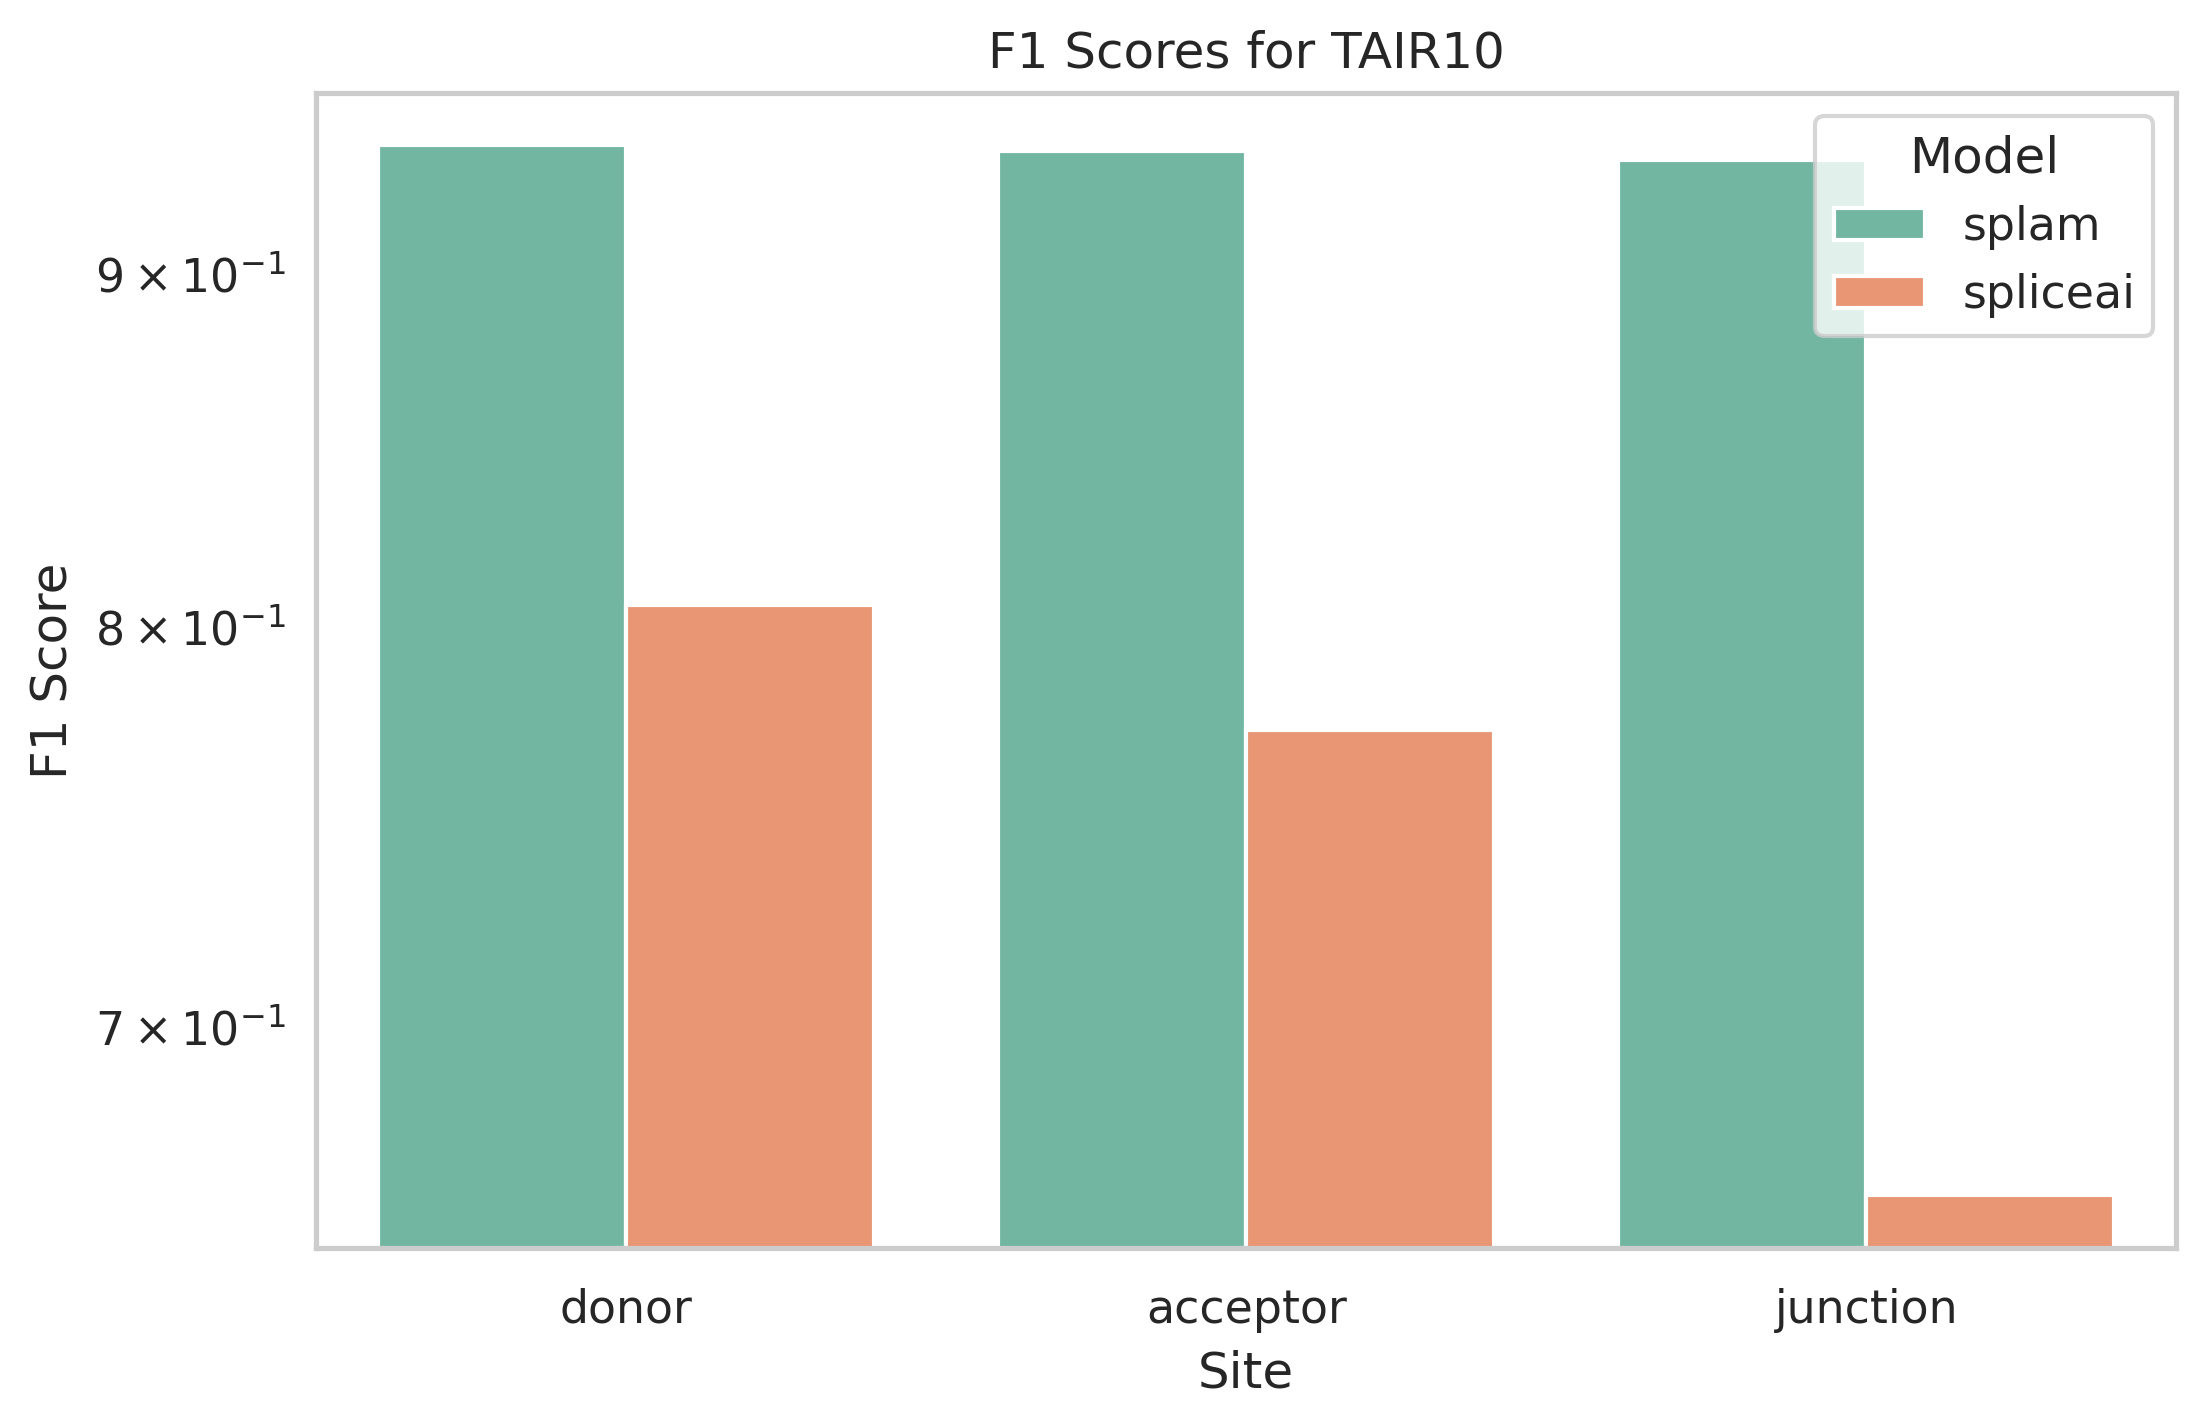 F1 Scores for TAIR10
Model
splam
spliceai
F1 Score
9 × 10⁻¹
8 × 10⁻¹
7 × 10⁻¹
donor acceptor junction
Site